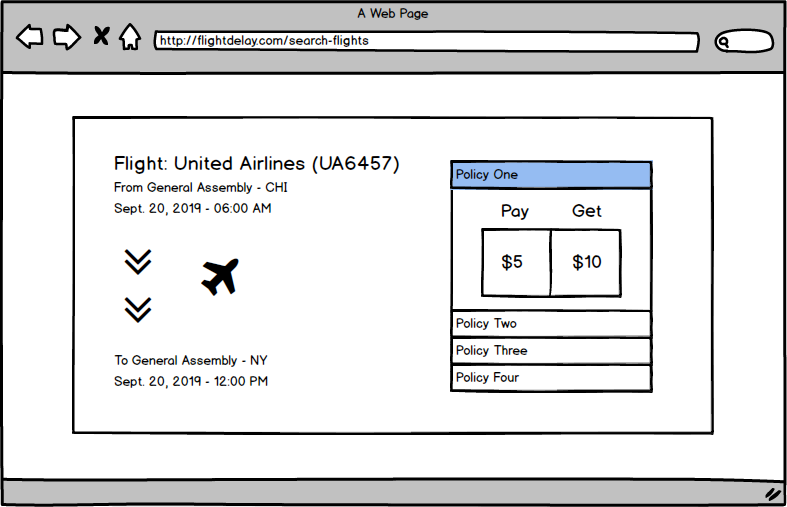 A Web Page
http://flightdelay.com/search-flights
Flight: United Airlines (UA6457)
From General Assembly - CHI
Sept. 20, 2019 - 06:00 AM
To General Assembly - NY
Sept. 20, 2019 - 12:00 PM
Policy One
Pay Get
$5 $10
Policy Two
Policy Three
Policy Four